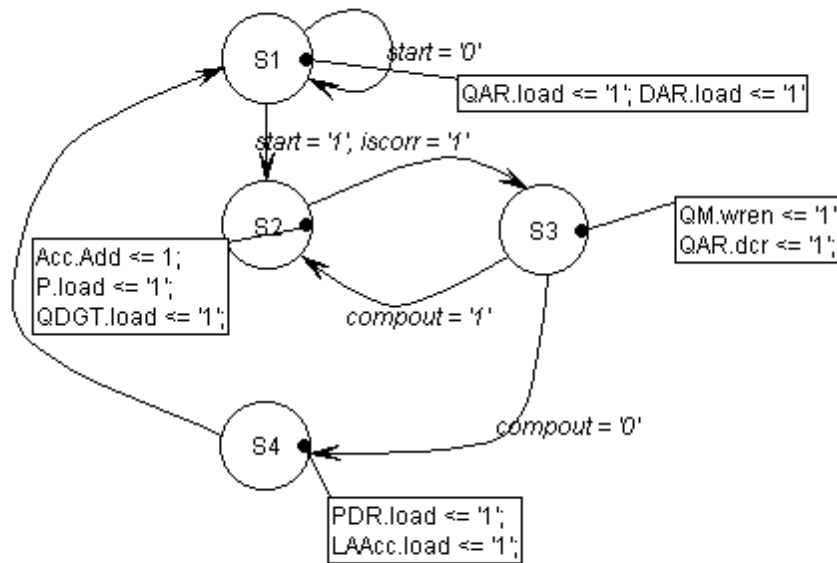 S1
start = '0'
QAR.load <= '1'; DAR.load <= '1'
start = '1', iscorr = '1'
S2
S3
QM.wren <= '1'
QAR.dcr <= '1';
Acc.Add <= 1;
P.load <= '1';
QDGT.load <= '1';
compout = '1'
compout = '0'
S4
PDR.load <= '1';
LAAcc.load <= '1';